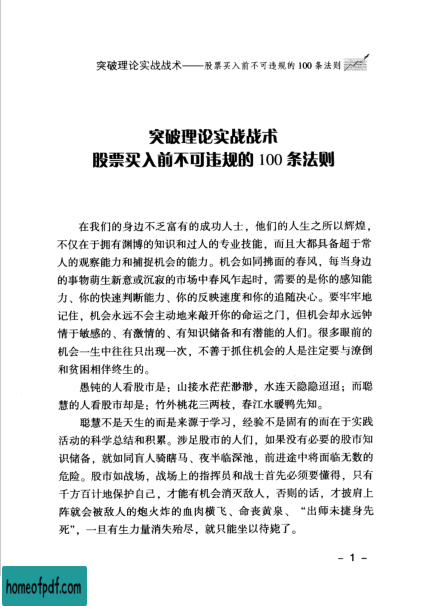 突破理论实战战术——股票买入前不可违规的 100 条法则
突破理论实战战术
股票买入前不可违规的 100 条法则
在我们的身边不乏富有的成功人士，他们的人生之所以辉煌，
不仅在于拥有渊博的知识和过人的专业技能，而且大都具备超于常
人的观察能力和捕捉机会的能力。机会如同拂面的春风，每当身边
的事物萌生新意或沉寂的市场中春风乍起时，需要的是你的感知能
力、你的快速判断能力、你的反映速度和你的追随决心。要牢牢地
记住，机会永远不会主动地来敲开你的命运之门，但机会却永远钟
情于敏感的、有激情的、有知识储备和有潜能的人们。很多眼前的
机会一生中往往只出现一次，不善于抓住机会的人是注定要与潦倒
和贫困相伴终生的。
愚钝的人看股市是：山接水茫茫渺渺，水连天隐隐迢迢；而聪
慧的人看股市却是：竹外桃花三两枝，春江水暖鸭先知。
聪慧不是天生的而是来源于学习，经验不是固有的而在于实践
活动的科学总结和积累。涉足股市的人们，如果没有必要的股市知
识储备，就如同盲人骑瞎马、夜半临深池，前进途中将面临无数的
危险。股市如战场，战场上的指挥员和战士首先必须要懂得，只有
千方百计地保护自己，才能有机会消灭敌人，否则的话，才披肩上
阵就会被敌人的炮火炸的血肉横飞、命丧黄泉、“出师未捷身先
死”，一旦有生力量消失殆尽，就只能坐以待毙了。
- 1 -
homeofpdf.com